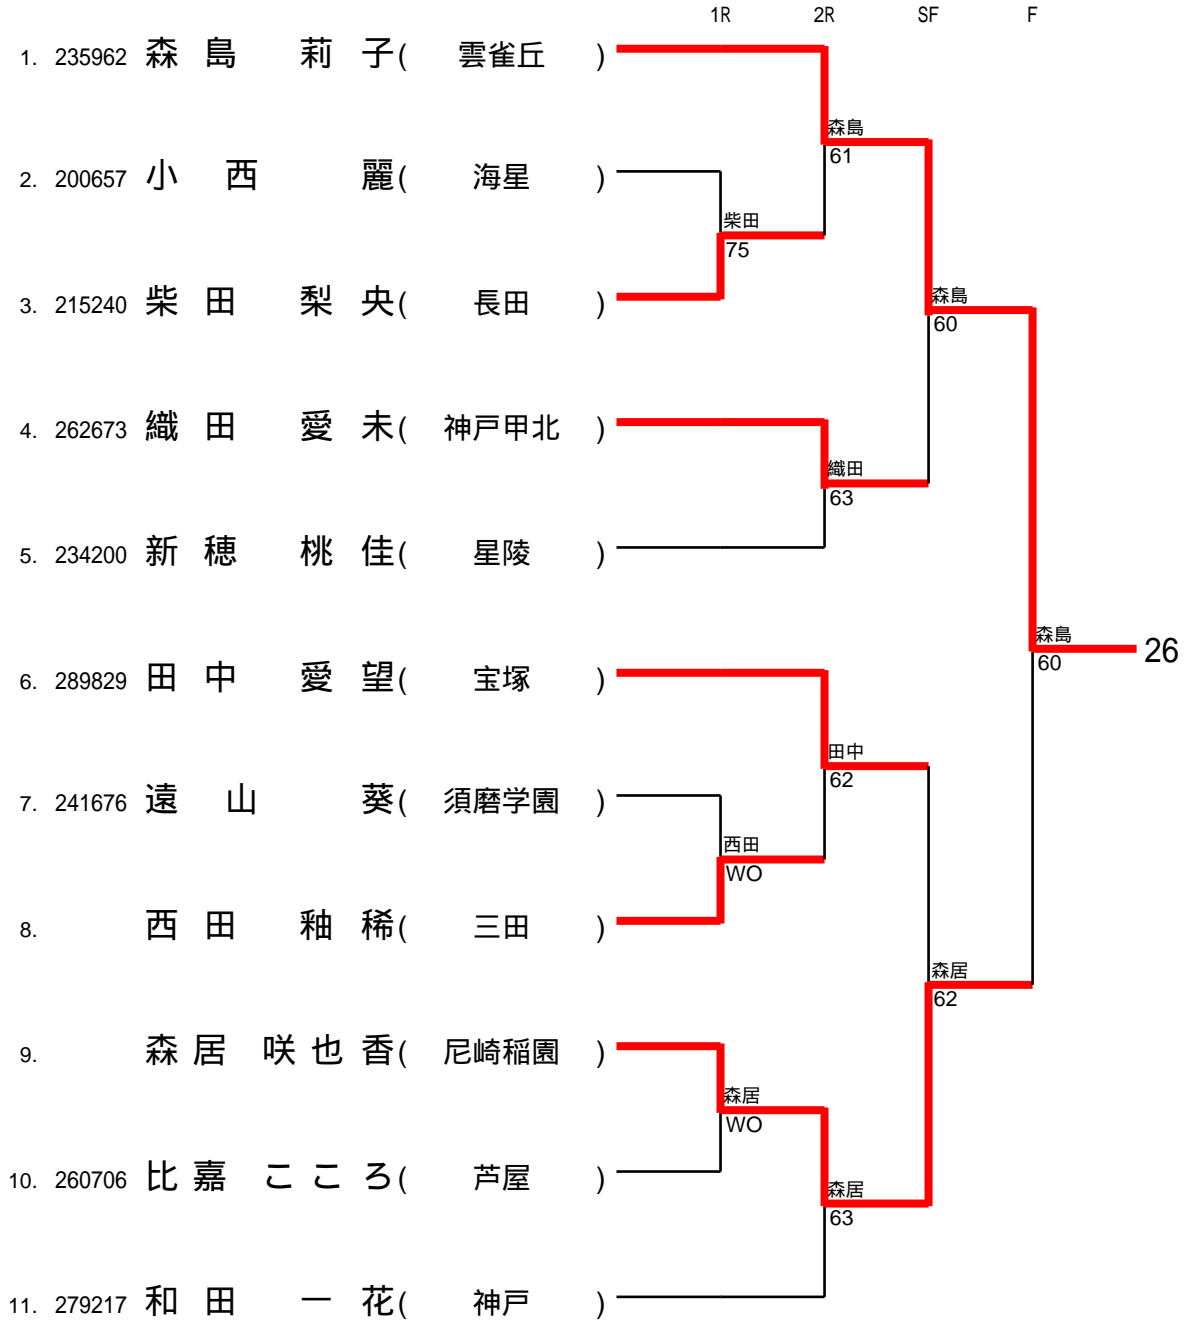 1R 2R SF F
1. 235962 森島 莉子( 雲雀丘 )
森島
61
2. 200657 小西 麗( 海星 )
柴田
75
3. 215240 柴田 梨央( 長田 )
森島
60
4. 262673 織田 愛未( 神戸甲北 )
織田
63
5. 234200 新穂 桃佳( 星陵 )
森島
60
26
6. 289829 田中 愛望( 宝塚 )
田中
62
7. 241676 遠山 葵( 須磨学園 )
西田
WO
8. 西田 釉稀( 三田 )
森居
62
9. 森居 咲也香( 尼崎稲園 )
森居
WO
10. 260706 比嘉 こころ( 芦屋 )
森居
63
11. 279217 和田 一花( 神戸 )